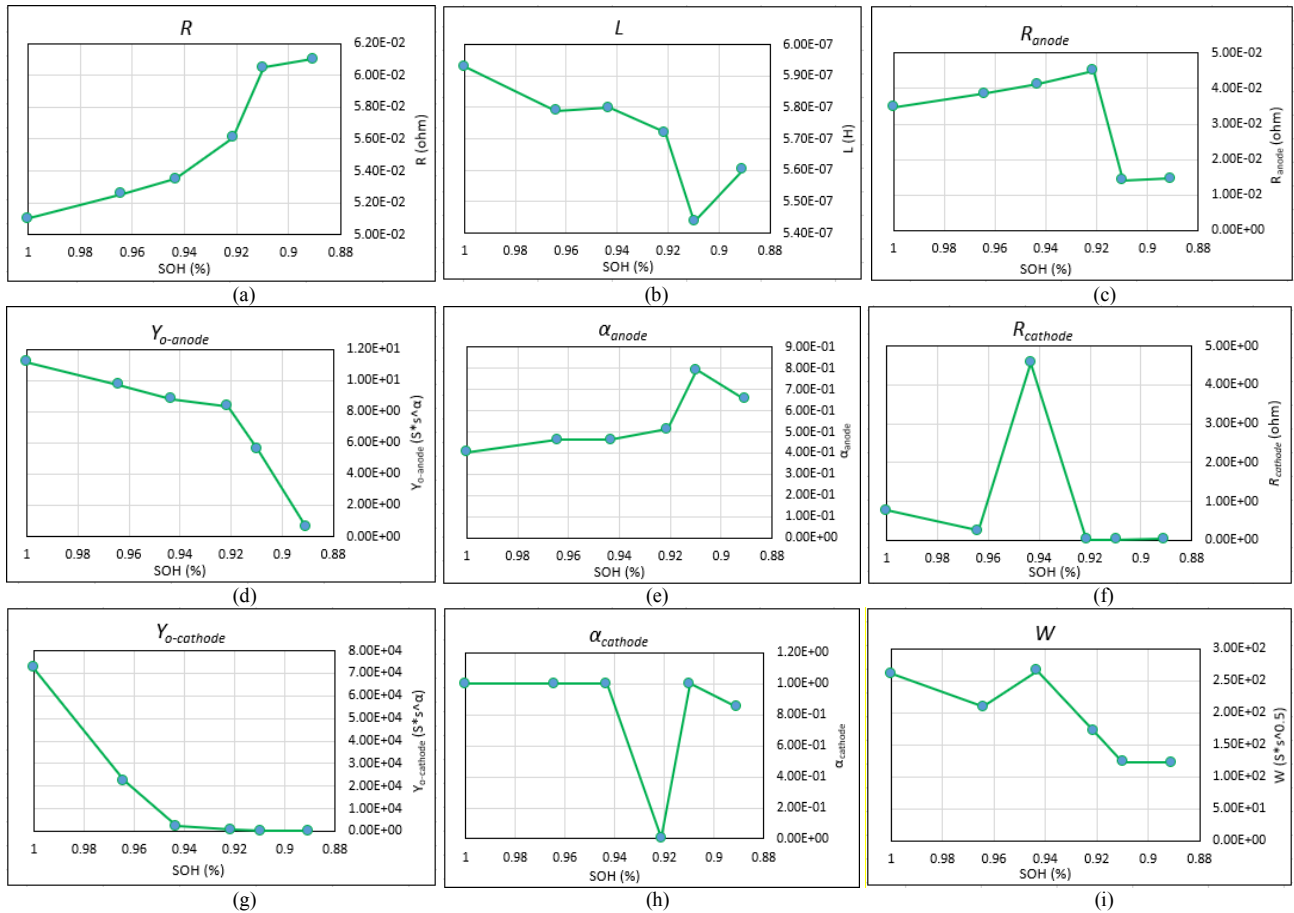 R
6.20E-02
6.00E-02
5.80E-02
5.60E-02
5.40E-02
5.20E-02
5.00E-02
R (ohm)
1 0.98 0.96 0.94 0.92 0.9 0.88
SOH (%)
(a)
L
6.00E-07
5.90E-07
5.80E-07
5.70E-07
5.60E-07
5.50E-07
5.40E-07
L (H)
1 0.98 0.96 0.94 0.92 0.9 0.88
SOH (%)
(b)
R_anode
5.00E-02
4.00E-02
3.00E-02
2.00E-02
1.00E-02
0.00E+00
R_anode (ohm)
1 0.98 0.96 0.94 0.92 0.9 0.88
SOH (%)
(c)
Y_o-anode
1.20E+01
1.00E+01
8.00E+00
6.00E+00
4.00E+00
2.00E+00
0.00E+00
Y_o-anode (S*s^α)
1 0.98 0.96 0.94 0.92 0.9 0.88
SOH (%)
(d)
α_anode
9.00E-01
8.00E-01
7.00E-01
6.00E-01
5.00E-01
4.00E-01
3.00E-01
2.00E-01
1.00E-01
0.00E+00
α_anode
1 0.98 0.96 0.94 0.92 0.9 0.88
SOH (%)
(e)
R_cathode
5.00E+00
4.00E+00
3.00E+00
2.00E+00
1.00E+00
0.00E+00
R_cathode (ohm)
1 0.98 0.96 0.94 0.92 0.9 0.88
SOH (%)
(f)
Y_o-cathode
8.00E+04
7.00E+04
6.00E+04
5.00E+04
4.00E+04
3.00E+04
2.00E+04
1.00E+04
0.00E+00
Y_o-cathode (S*s^α)
1 0.98 0.96 0.94 0.92 0.9 0.88
SOH (%)
(g)
α_cathode
1.20E+00
1.00E+00
8.00E-01
6.00E-01
4.00E-01
2.00E-01
0.00E+00
α_cathode
1 0.98 0.96 0.94 0.92 0.9 0.88
SOH (%)
(h)
W
3.00E+02
2.50E+02
2.00E+02
1.50E+02
1.00E+02
5.00E+01
0.00E+00
W (S*s^0.5)
1 0.98 0.96 0.94 0.92 0.9 0.88
SOH (%)
(i)